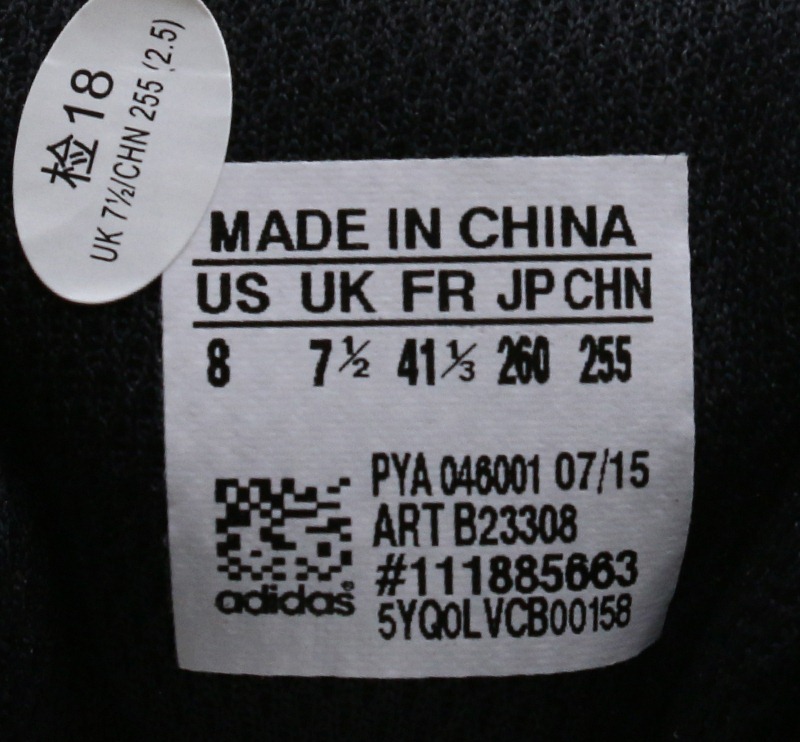 检18
UK 7½/CHN 255 (2.5)
MADE IN CHINA
US UK FR JP CHN
8 7½ 41⅓ 260 255
PYA 046001 07/15
ART B23308
#111885663
5YQ0LVCB00158
adidas®